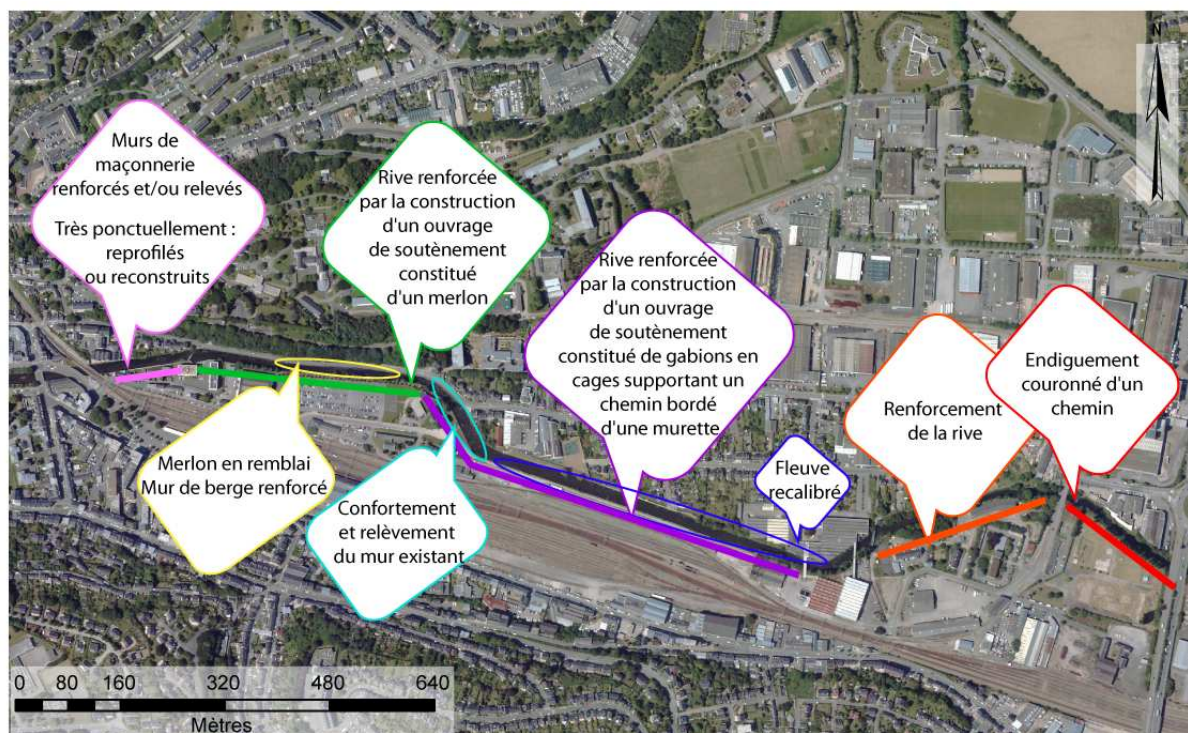 N
Murs de
maçonnerie
renforcés et/ou relevés
Très ponctuellement :
reprofilés
ou reconstruits
Rive renforcée
par la construction
d'un ouvrage
de soutènement
constitué
d'un merlon
Rive renforcée
par la construction
d'un ouvrage
de soutènement
constitué de gabions en
cages supportant un
chemin bordé
d'une murette
Endiguement
couronné d'un
chemin
Renforcement
de la rive
Merlon en remblai
Mur de berge renforcé
Fleuve
recalibré
Confortement
et relèvement
du mur existant
0 80 160 320 480 640
Mètres